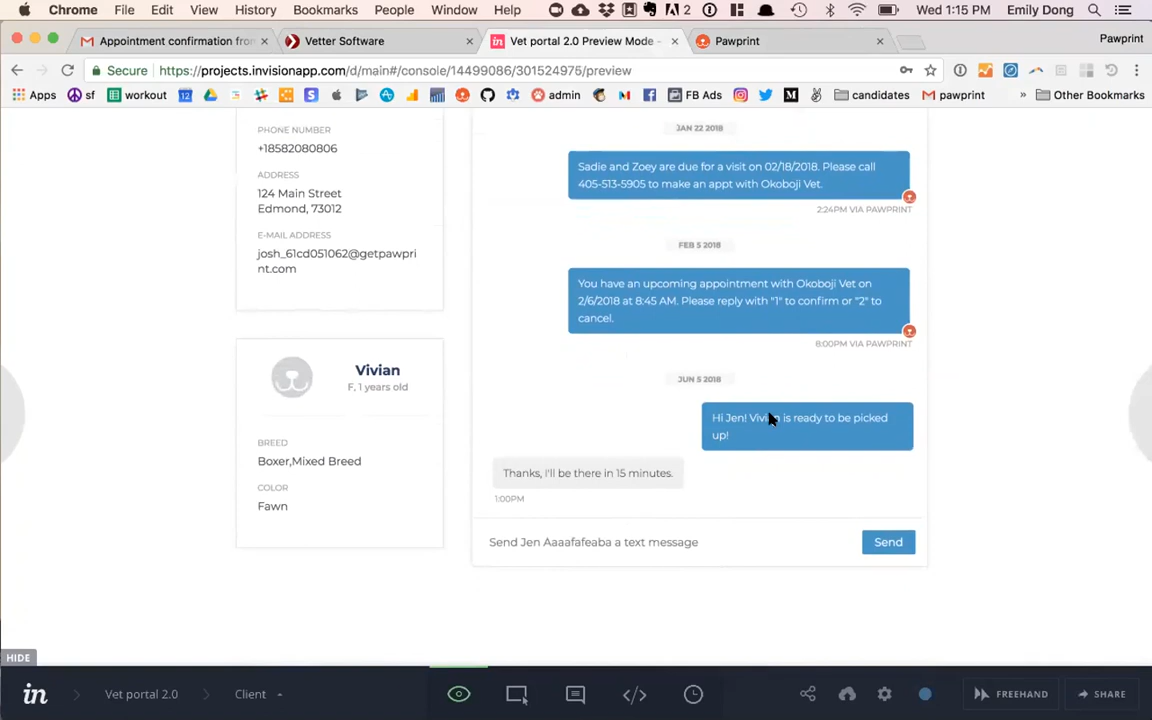 Chrome File Edit View History Bookmarks People Window Help 2 Wed 1:15 PM Emily Dong
Appointment confirmation from
Vetter Software
Vet portal 2.0 Preview Mode -
Pawprint
Pawprint
Secure https://projects.invisionapp.com/d/main#/console/14499086/301524975/preview
Apps sf workout admin FB Ads candidates pawprint » Other Bookmarks
PHONE NUMBER
+18582080806
ADDRESS
124 Main Street
Edmond, 73012
E-MAIL ADDRESS
josh_61cd051062@getpawpri
nt.com
Vivian
F, 1 years old
BREED
Boxer,Mixed Breed
COLOR
Fawn
JAN 22 2018
Sadie and Zoey are due for a visit on 02/18/2018. Please call
405-513-5905 to make an appt with Okoboji Vet.
2:24PM VIA PAWPRINT
FEB 5 2018
You have an upcoming appointment with Okoboji Vet on
2/6/2018 at 8:45 AM. Please reply with "1" to confirm or "2" to
cancel.
8:00PM VIA PAWPRINT
JUN 5 2018
Hi Jen! Vivian is ready to be picked
up!
Thanks, I'll be there in 15 minutes.
1:00PM
Send Jen Aaaafafeaba a text message
Send
HIDE
in Vet portal 2.0 Client FREEHAND SHARE